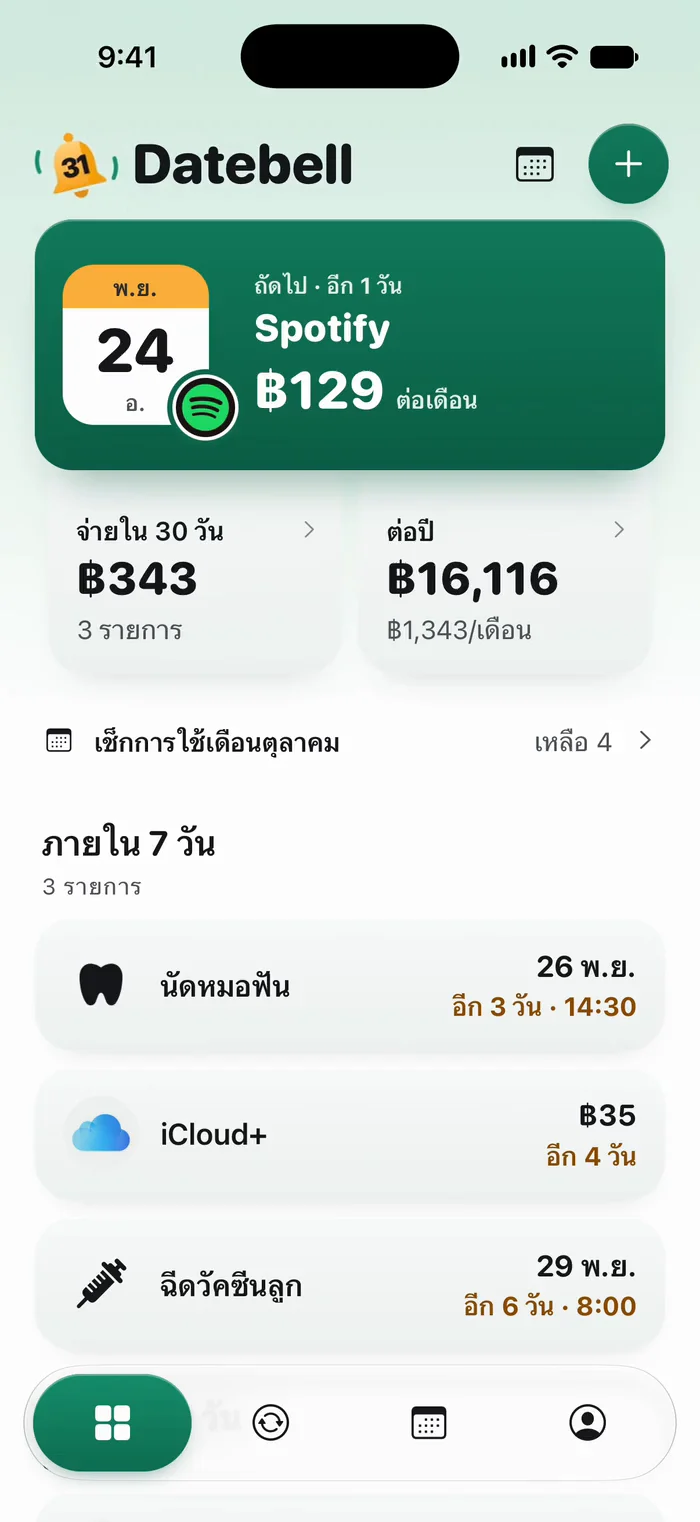 9:41
31
Datebell
พ.ย.
24
อ.
ถัดไป · อีก 1 วัน
Spotify
฿129 ต่อเดือน
จ่ายใน 30 วัน
฿343
3 รายการ
ต่อปี
฿16,116
฿1,343/เดือน
เช็กการใช้เดือนตุลาคม
เหลือ 4
ภายใน 7 วัน
3 รายการ
นัดหมอฟัน
26 พ.ย.
อีก 3 วัน · 14:30
iCloud+
฿35
อีก 4 วัน
ฉีดวัคซีนลูก
29 พ.ย.
อีก 6 วัน · 8:00
วัน